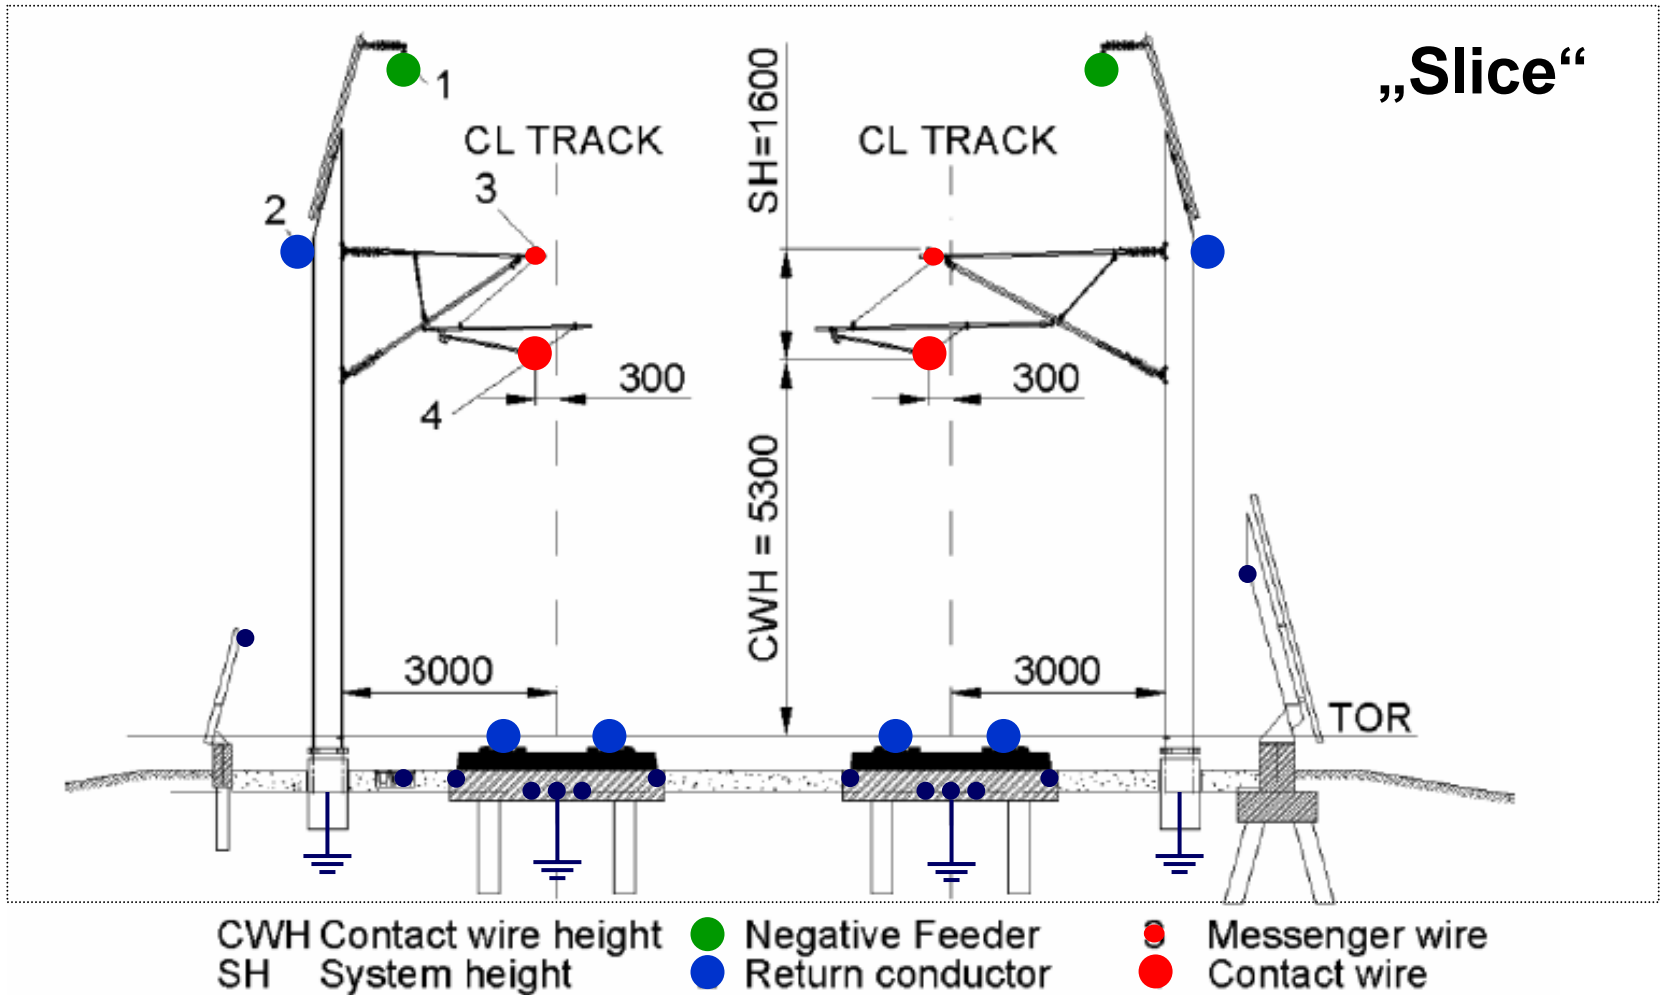 „Slice“
1
CL TRACK
CL TRACK
SH=1600
3
2
300
300
4
CWH = 5300
3000
3000
TOR
CWH Contact wire height
Negative Feeder
Messenger wire
SH System height
Return conductor
Contact wire